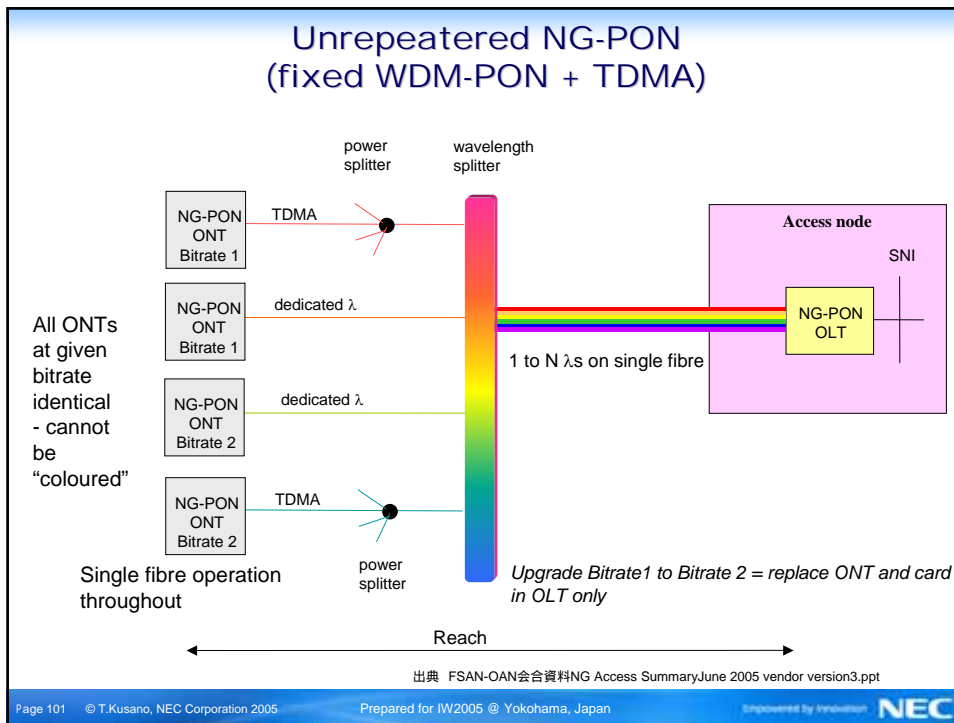 Unrepeatered NG-PON
(fixed WDM-PON + TDMA)
power
splitter
wavelength
splitter
NG-PON
ONT
Bitrate 1
TDMA
Access node
SNI
NG-PON
ONT
Bitrate 1
dedicated λ
NG-PON
OLT
All ONTs
at given
bitrate
identical
- cannot
be
“coloured”
1 to N λs on single fibre
NG-PON
ONT
Bitrate 2
dedicated λ
NG-PON
ONT
Bitrate 2
TDMA
power
splitter
Single fibre operation
throughout
Upgrade Bitrate1 to Bitrate 2 = replace ONT and card
in OLT only
Reach
出典 FSAN-OAN会合資料NG Access SummaryJune 2005 vendor version3.ppt
Page 101 © T.Kusano, NEC Corporation 2005 Prepared for IW2005 @ Yokohama, Japan Empowered by Innovation NEC